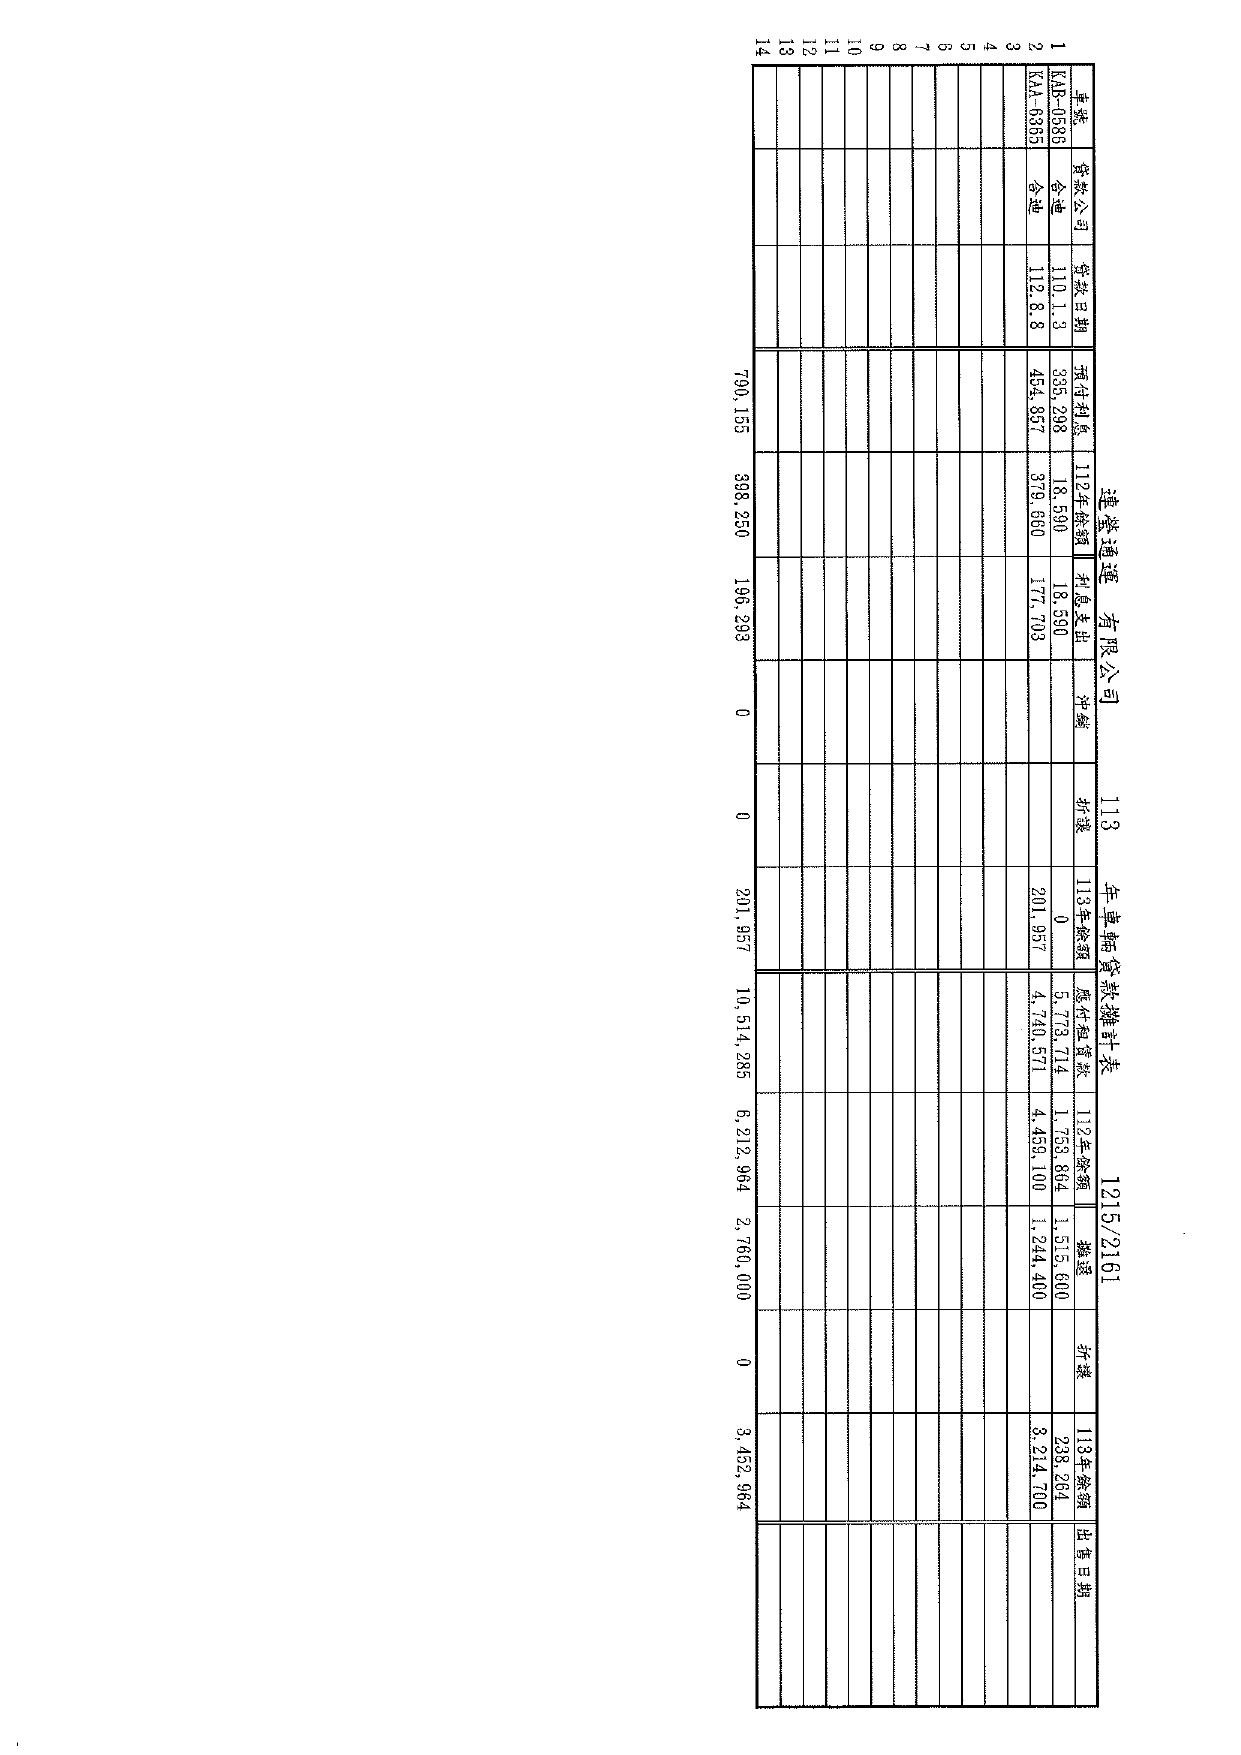 連瑩通運 有限公司 113 年車輛貸款攤計表 1215/2161
車號 貸款公司 貸款日期 預付利息 112年餘額 利息支出 沖銷 折讓 113年餘額 應付租賃款 112年餘額 攤還 折讓 113年餘額 出售日期
1 KAB-0586 合迪 110.1.3 335,298 18,590 18,590 0 5,773,714 1,753,864 1,515,600 238,264
2 KAA-6365 合迪 112.8.8 454,857 379,660 177,703 201,957 4,740,571 4,459,100 1,244,400 3,214,700
3
4
5
6
7
8
9
10
11
12
13
14
790,155 398,250 196,293 0 0 201,957 10,514,285 6,212,964 2,760,000 0 3,452,964